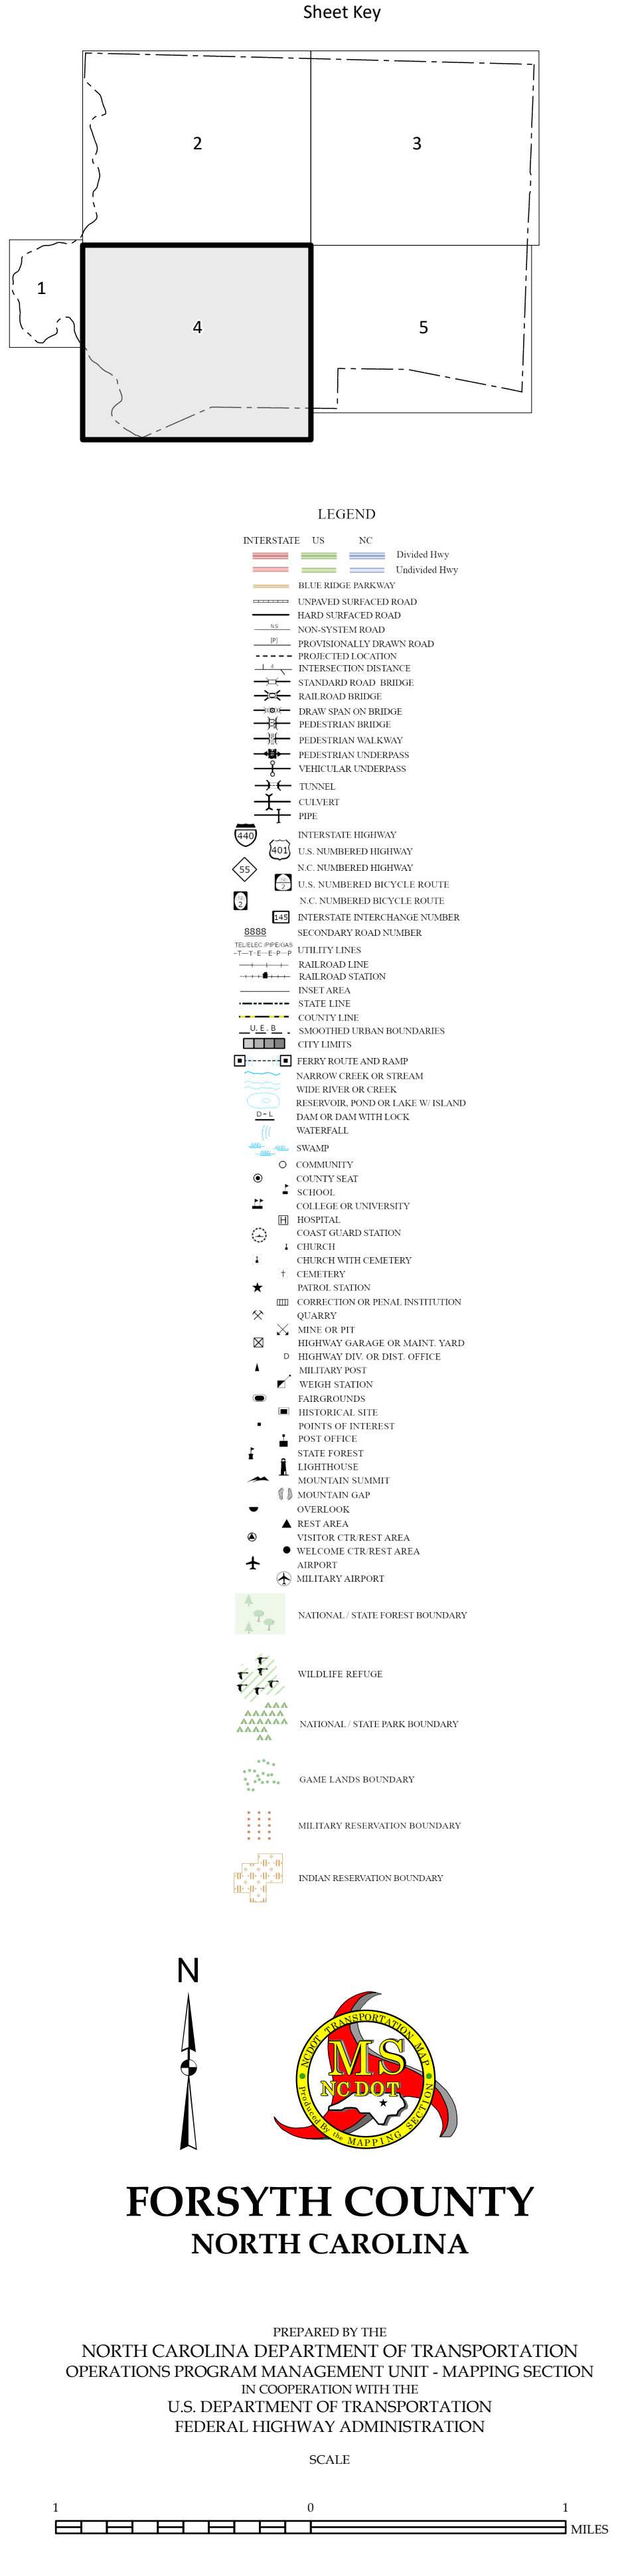 Sheet Key
2
3
1
4
5
LEGEND
INTERSTATE US NC
Divided Hwy
Undivided Hwy
BLUE RIDGE PARKWAY
UNPAVED SURFACED ROAD
HARD SURFACED ROAD
NS NON-SYSTEM ROAD
[P] PROVISIONALLY DRAWN ROAD
PROJECTED LOCATION
4 INTERSECTION DISTANCE
STANDARD ROAD BRIDGE
RAILROAD BRIDGE
DRAW SPAN ON BRIDGE
PEDESTRIAN BRIDGE
PEDESTRIAN WALKWAY
PEDESTRIAN UNDERPASS
VEHICULAR UNDERPASS
TUNNEL
CULVERT
PIPE
440 INTERSTATE HIGHWAY
401 U.S. NUMBERED HIGHWAY
55 N.C. NUMBERED HIGHWAY
2 U.S. NUMBERED BICYCLE ROUTE
2 N.C. NUMBERED BICYCLE ROUTE
145 INTERSTATE INTERCHANGE NUMBER
8888 SECONDARY ROAD NUMBER
TEL/ELEC /PIPE/GAS
–T—T–E—E–P—P UTILITY LINES
RAILROAD LINE
RAILROAD STATION
INSET AREA
STATE LINE
COUNTY LINE
U. E. B SMOOTHED URBAN BOUNDARIES
CITY LIMITS
FERRY ROUTE AND RAMP
NARROW CREEK OR STREAM
WIDE RIVER OR CREEK
RESERVOIR, POND OR LAKE W/ ISLAND
D–L DAM OR DAM WITH LOCK
WATERFALL
SWAMP
COMMUNITY
COUNTY SEAT
SCHOOL
COLLEGE OR UNIVERSITY
H HOSPITAL
COAST GUARD STATION
CHURCH
CHURCH WITH CEMETERY
CEMETERY
PATROL STATION
CORRECTION OR PENAL INSTITUTION
QUARRY
MINE OR PIT
HIGHWAY GARAGE OR MAINT. YARD
D HIGHWAY DIV. OR DIST. OFFICE
MILITARY POST
WEIGH STATION
FAIRGROUNDS
HISTORICAL SITE
POINTS OF INTEREST
POST OFFICE
STATE FOREST
LIGHTHOUSE
MOUNTAIN SUMMIT
MOUNTAIN GAP
OVERLOOK
REST AREA
VISITOR CTR/REST AREA
WELCOME CTR/REST AREA
AIRPORT
MILITARY AIRPORT
NATIONAL / STATE FOREST BOUNDARY
WILDLIFE REFUGE
NATIONAL / STATE PARK BOUNDARY
GAME LANDS BOUNDARY
MILITARY RESERVATION BOUNDARY
INDIAN RESERVATION BOUNDARY
N
NCDOT TRANSPORTATION MAP
MS
NC DOT
Produced By the MAPPING SECTION
FORSYTH COUNTY
NORTH CAROLINA
PREPARED BY THE
NORTH CAROLINA DEPARTMENT OF TRANSPORTATION
OPERATIONS PROGRAM MANAGEMENT UNIT - MAPPING SECTION
IN COOPERATION WITH THE
U.S. DEPARTMENT OF TRANSPORTATION
FEDERAL HIGHWAY ADMINISTRATION
SCALE
1 0 1
MILES